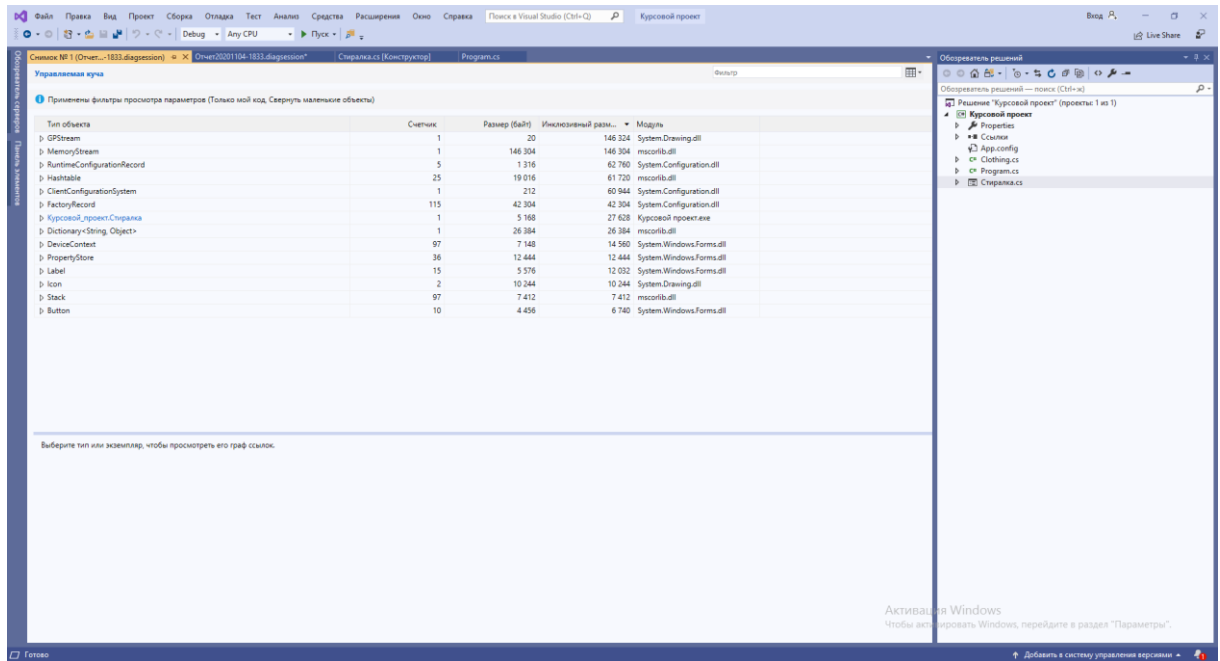 Файл Правка Вид Проект Сборка Отладка Тест Анализ Средства Расширения Окно Справка Поиск в Visual Studio (Ctrl+Q) Курсовой проект Вход
Debug Any CPU Пуск Live Share
Снимок № 1 (Отчет...-1833.diagsession) Отчет20201104-1833.diagsession* Стиралка.cs [Конструктор] Program.cs
Обозреватель серверов
Панель элементов
Управляемая куча Фильтр
Применены фильтры просмотра параметров (Только мой код, Свернуть маленькие объекты)
Тип объекта Счетчик Размер (байт) Инклюзивный разм... Модуль
GPStream 1 20 146 324 System.Drawing.dll
MemoryStream 1 146 304 146 304 mscorlib.dll
RuntimeConfigurationRecord 5 1 316 62 760 System.Configuration.dll
Hashtable 25 19 016 61 720 mscorlib.dll
ClientConfigurationSystem 1 212 60 944 System.Configuration.dll
FactoryRecord 115 42 304 42 304 System.Configuration.dll
Курсовой_проект.Стиралка 1 5 168 27 628 Курсовой проект.exe
Dictionary<String, Object> 1 26 384 26 384 mscorlib.dll
DeviceContext 97 7 148 14 560 System.Windows.Forms.dll
PropertyStore 36 12 444 12 444 System.Windows.Forms.dll
Label 15 5 576 12 032 System.Windows.Forms.dll
Icon 2 10 244 10 244 System.Drawing.dll
Stack 97 7 412 7 412 mscorlib.dll
Button 10 4 456 6 740 System.Windows.Forms.dll
Выберите тип или экземпляр, чтобы просмотреть его граф ссылок.
Обозреватель решений
Обозреватель решений — поиск (Ctrl+ж)
Решение "Курсовой проект" (проекты: 1 из 1)
Курсовой проект
Properties
Ссылки
App.config
Clothing.cs
Program.cs
Стиралка.cs
Активация Windows
Чтобы активировать Windows, перейдите в раздел "Параметры".
Готово Добавить в систему управления версиями